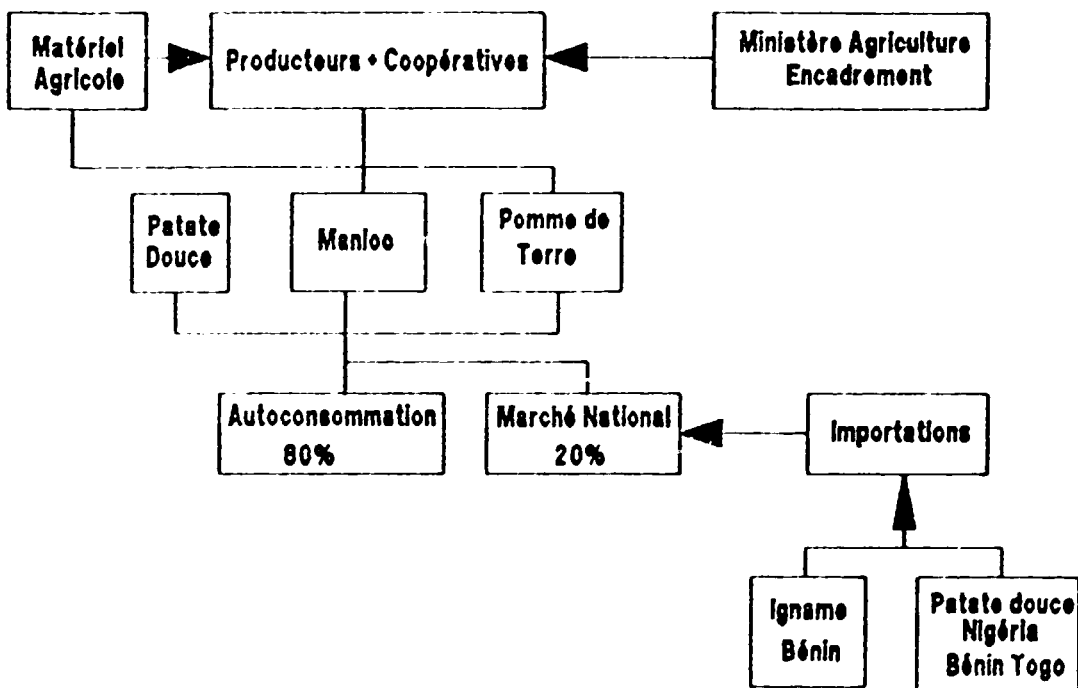 Matériel
Agricole
Producteurs + Coopératives
Ministère Agriculture
Encadrement
Patate
Douce
Manioc
Pomme de
Terre
Autoconsommation
80%
Marché National
20%
Importations
Igname
Bénin
Patate douce
Nigéria
Bénin Togo